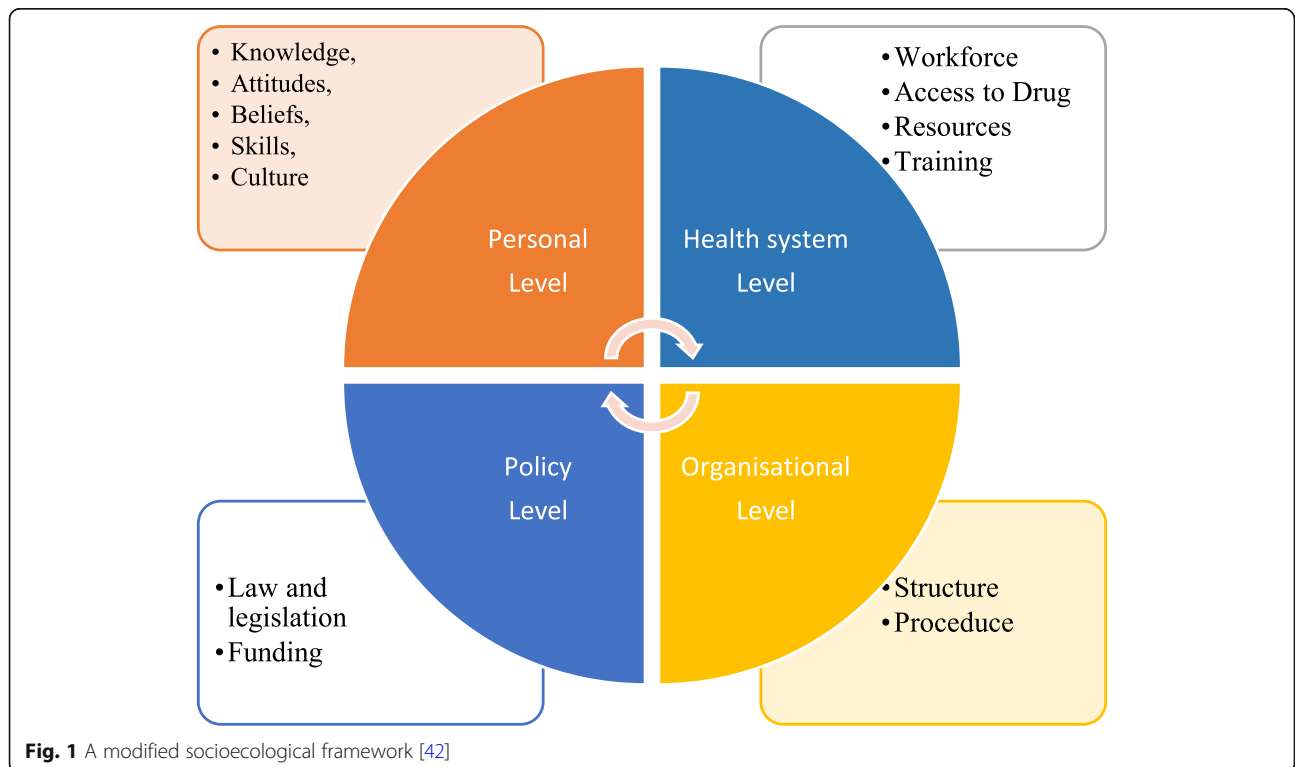 • Knowledge,
• Attitudes,
• Beliefs,
• Skills,
• Culture
•Workforce
•Access to Drug
•Resources
•Training
Personal
Level
Health system
Level
Policy
Level
Organisational
Level
•Law and
legislation
•Funding
•Structure
•Proceduce
Fig. 1 A modified socioecological framework [42]